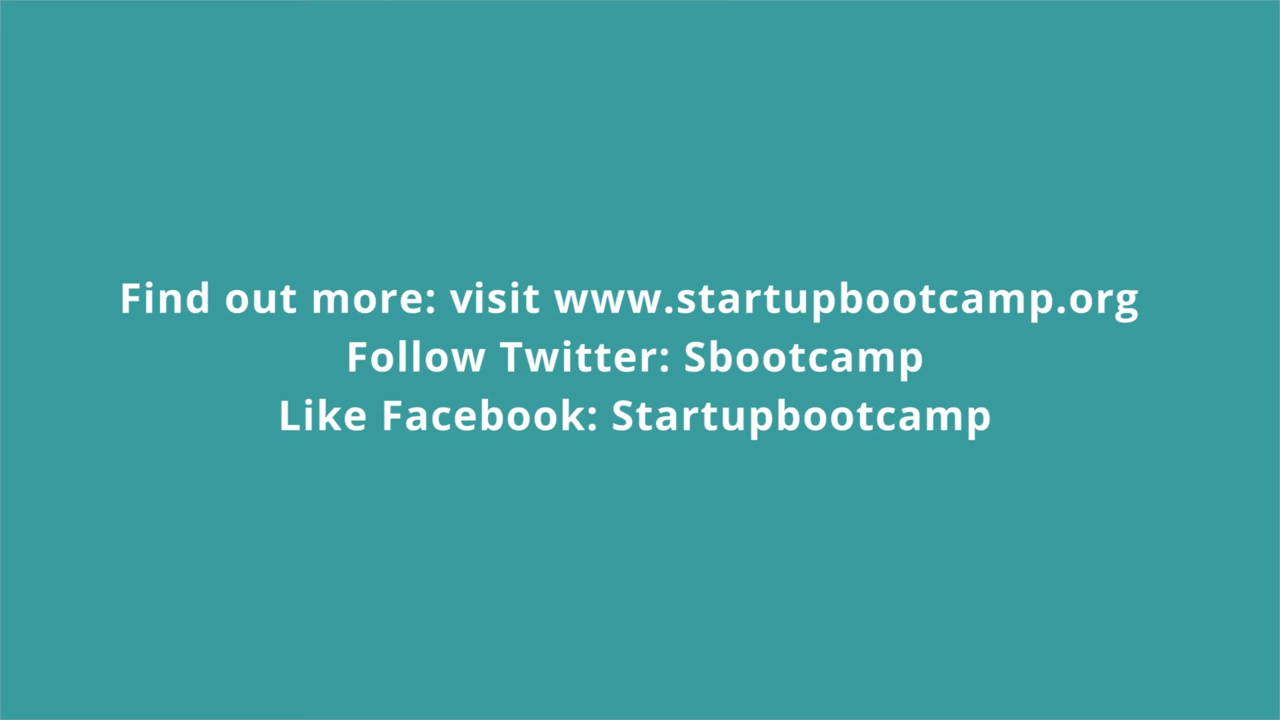 Find out more: visit www.startupbootcamp.org
Follow Twitter: Sbootcamp
Like Facebook: Startupbootcamp